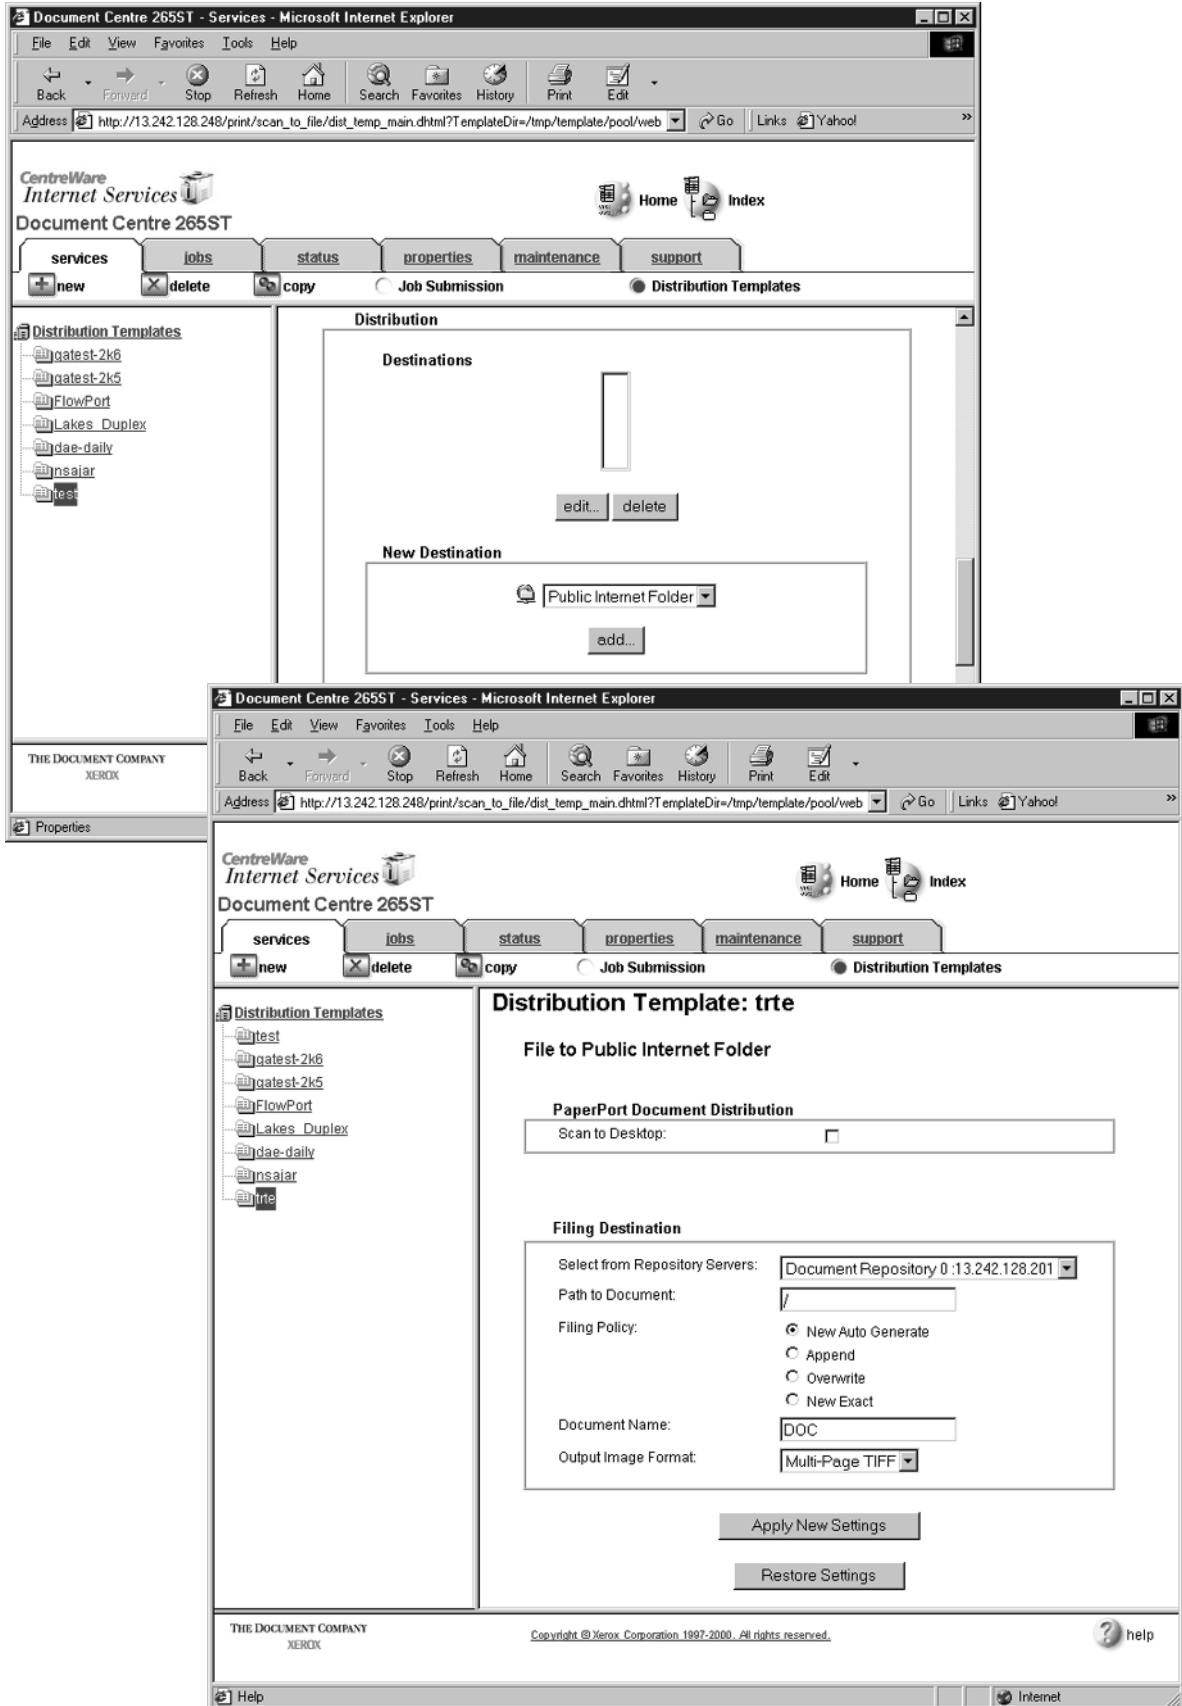 Document Centre 265ST - Services - Microsoft Internet Explorer
File Edit View Favorites Tools Help
Back Forward Stop Refresh Home Search Favorites History Print Edit
Address http://13.242.128.248/print/scan_to_file/dist_temp_main.dhtml?TemplateDir=/tmp/template/pool/web Go Links Yahoo! »
CentreWare
Internet Services
Home Index
Document Centre 265ST
services jobs status properties maintenance support
new delete copy Job Submission Distribution Templates
Distribution Templates
qatest-2k6
qatest-2k5
FlowPort
Lakes_Duplex
dae-daily
nsajar
test
Distribution
Destinations
edit... delete
New Destination
Public Internet Folder
add...
THE DOCUMENT COMPANY
XEROX
Properties
Document Centre 265ST - Services - Microsoft Internet Explorer
File Edit View Favorites Tools Help
Back Forward Stop Refresh Home Search Favorites History Print Edit
Address http://13.242.128.248/print/scan_to_file/dist_temp_main.dhtml?TemplateDir=/tmp/template/pool/web Go Links Yahoo! »
CentreWare
Internet Services
Home Index
Document Centre 265ST
services jobs status properties maintenance support
new delete copy Job Submission Distribution Templates
Distribution Templates
test
qatest-2k6
qatest-2k5
FlowPort
Lakes_Duplex
dae-daily
nsajar
trte
Distribution Template: trte
File to Public Internet Folder
PaperPort Document Distribution
Scan to Desktop:
Filing Destination
Select from Repository Servers: Document Repository 0 :13.242.128.201
Path to Document: /
Filing Policy: New Auto Generate
Append
Overwrite
New Exact
Document Name: DOC
Output Image Format: Multi-Page TIFF
Apply New Settings
Restore Settings
THE DOCUMENT COMPANY
XEROX
Copyright © Xerox Corporation 1997-2000. All rights reserved.
help
Help Internet